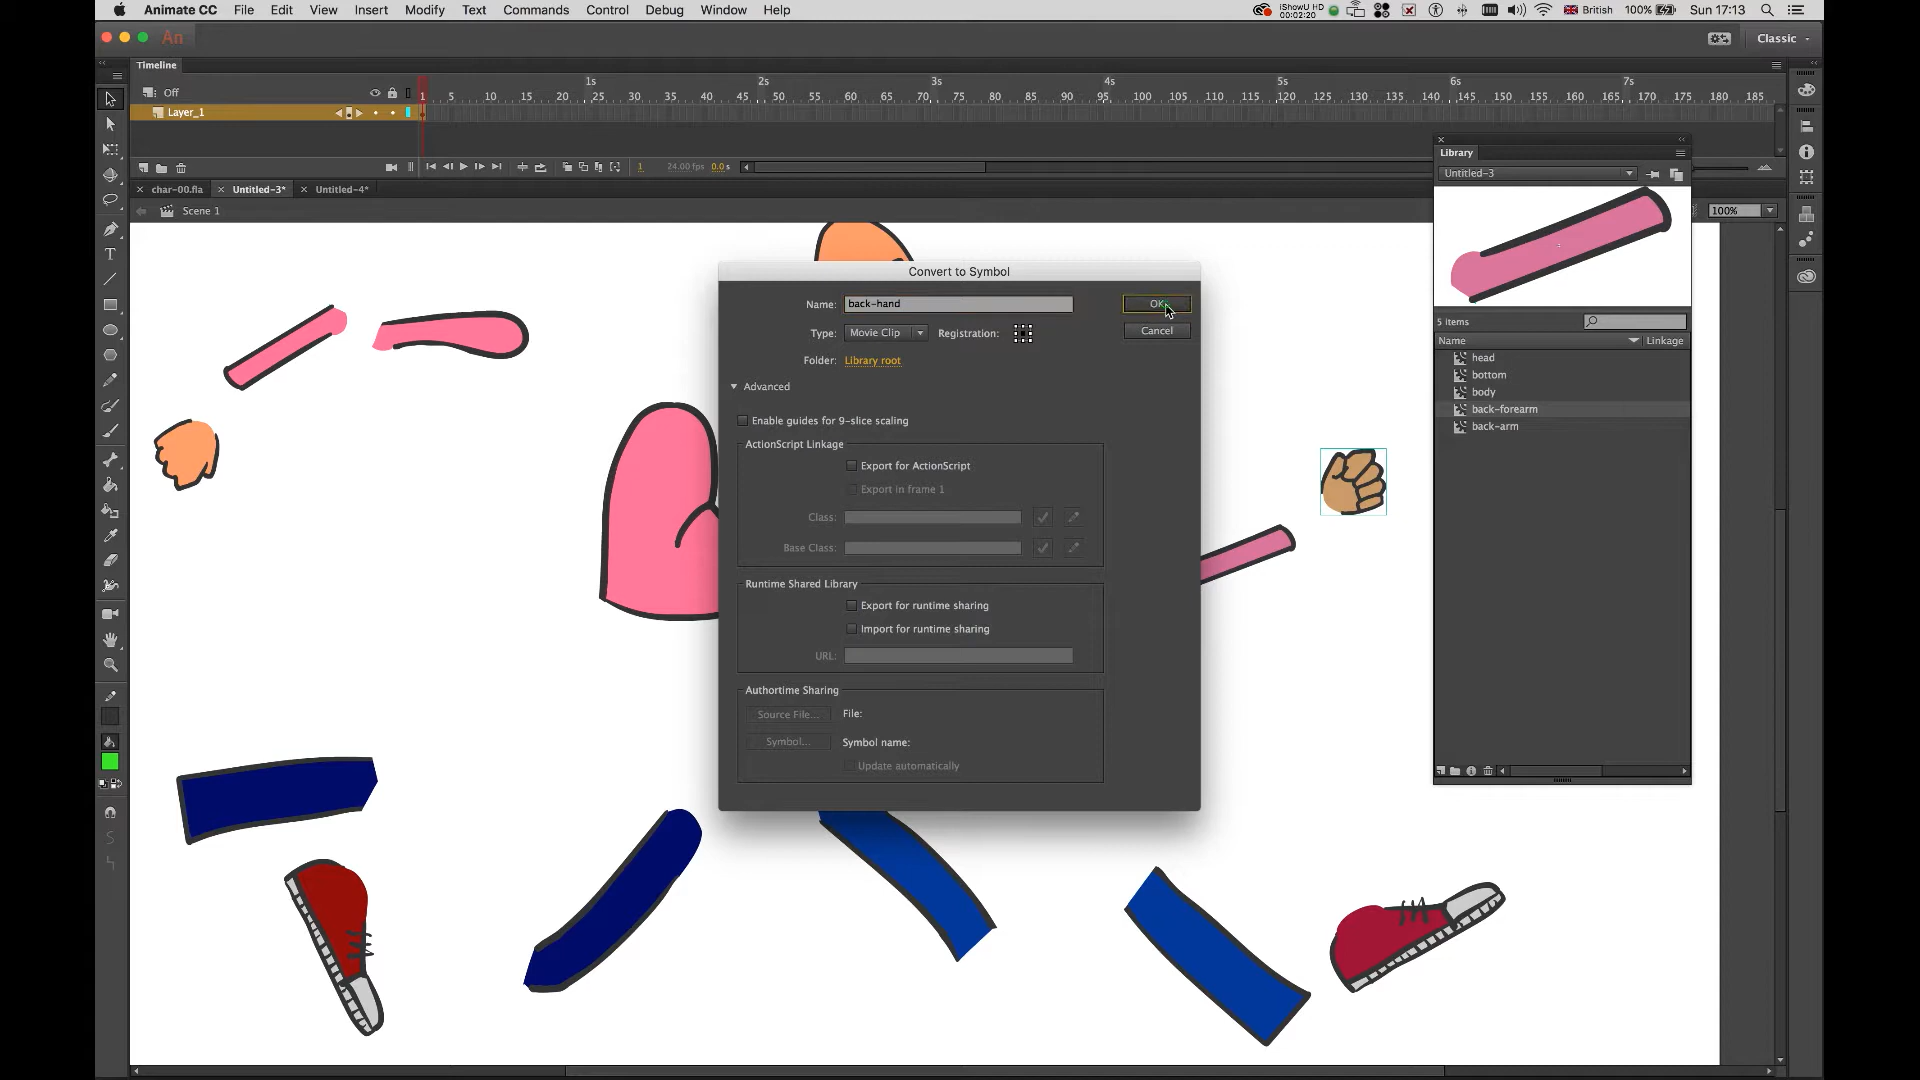 Animate CC File Edit View Insert Modify Text Commands Control Debug Window Help iShowU HD 00:02:20 British 100% Sun 17:13
An Classic
Timeline
1s 2s 3s 4s 5s 6s 7s
Off 1 5 10 15 20 25 30 35 40 45 50 55 60 65 70 75 80 85 90 95 100 105 110 115 120 125 130 135 140 145 150 155 160 165 170 175 180 185
Layer_1
1 24.00 fps 0.0 s
char-00.fla Untitled-3* Untitled-4*
Scene 1 100%
Library
Untitled-3
5 items
Name Linkage
head
bottom
body
back-forearm
back-arm
Convert to Symbol
Name: back-hand OK
Type: Movie Clip Registration: Cancel
Folder: Library root
Advanced
Enable guides for 9-slice scaling
ActionScript Linkage
Export for ActionScript
Export in frame 1
Class:
Base Class:
Runtime Shared Library
Export for runtime sharing
Import for runtime sharing
URL:
Authortime Sharing
Source File... File:
Symbol... Symbol name:
Update automatically